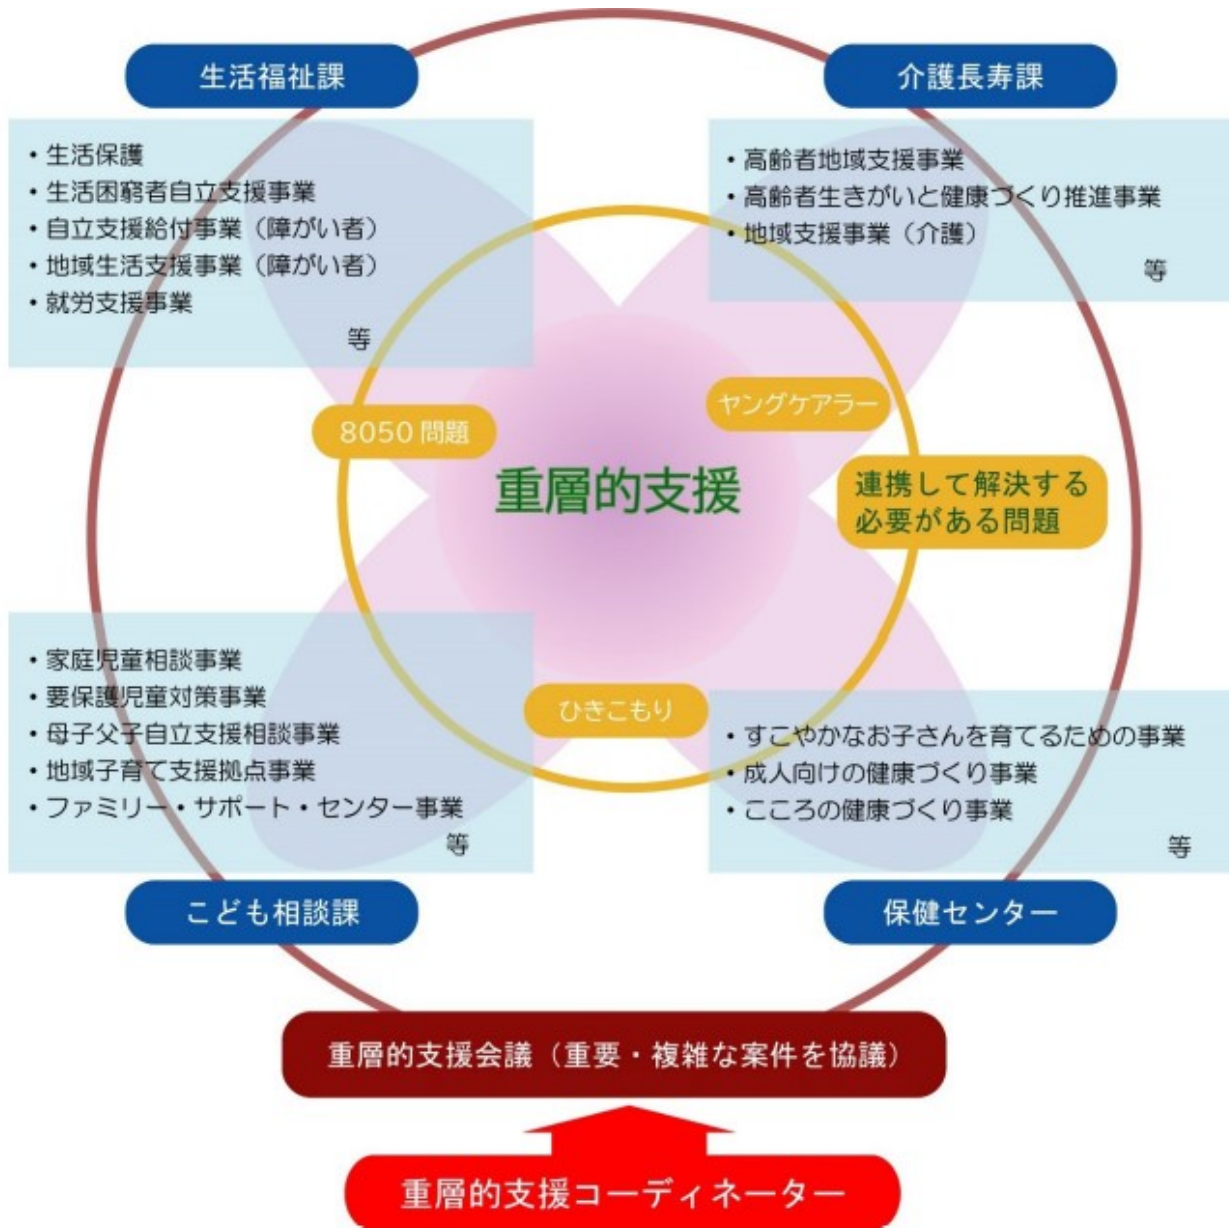 生活福祉課
・生活保護
・生活困窮者自立支援事業
・自立支援給付事業（障がい者）
・地域生活支援事業（障がい者）
・就労支援事業
等
介護長寿課
・高齢者地域支援事業
・高齢者生きがいと健康づくり推進事業
・地域支援事業（介護）
等
8050問題
ヤングケアラー
重層的支援
連携して解決する
必要がある問題
ひきこもり
・家庭児童相談事業
・要保護児童対策事業
・母子父子自立支援相談事業
・地域子育て支援拠点事業
・ファミリー・サポート・センター事業
等
こども相談課
・すこやかなお子さんを育てるための事業
・成人向けの健康づくり事業
・こころの健康づくり事業
等
保健センター
重層的支援会議（重要・複雑な案件を協議）
重層的支援コーディネーター